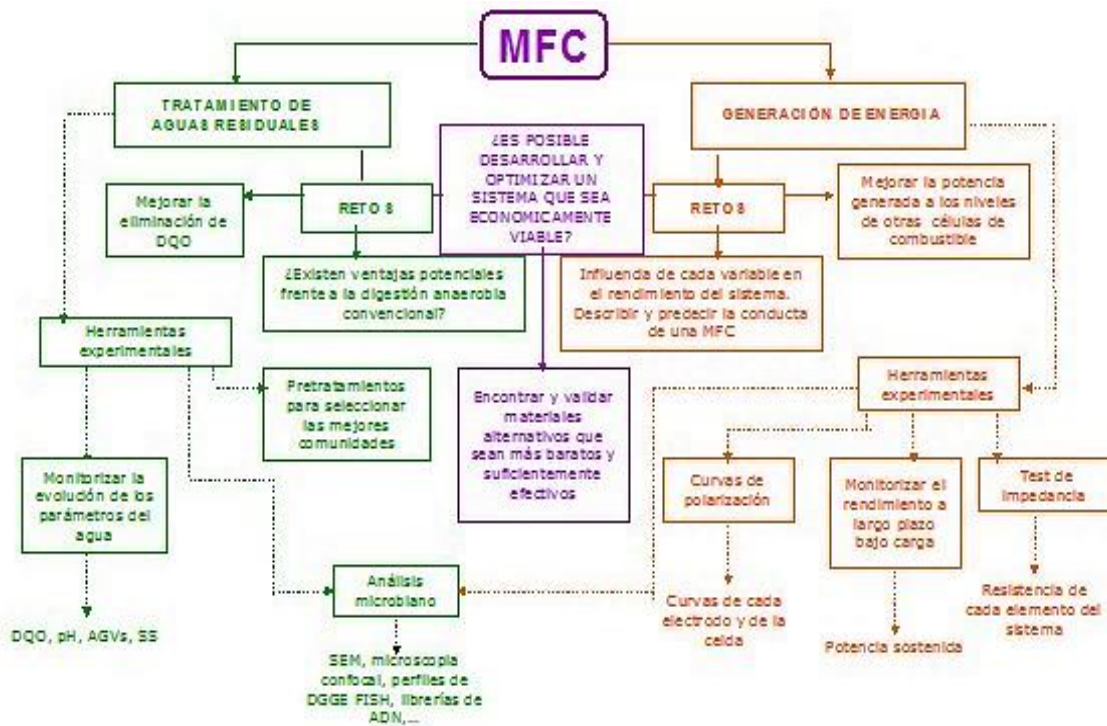 MFC
TRATAMIENTO DE
AGUAS RESIDUALES
GENERACIÓN DE ENERGIA
¿ES POSIBLE
DESARROLLAR Y
OPTIMIZAR UN
SISTEMA QUE SEA
ECONOMICAMENTE
VIABLE?
Mejorar la
eliminación de
DQO
RETOS
RETOS
Mejorar la potencia
generada a los niveles
de otras células de
combustible
¿Existen ventajas potenciales
frente a la digestión anaerobia
convencional?
Influencia de cada variable en
el rendimiento del sistema.
Describir y predecir la conducta
de una MFC
Herramientas
experimentales
Pretratamientos
para seleccionar
las mejores
comunidades
Encontrar y validar
materiales
alternativos que
sean más baratos y
suficientemente
efectivos
Herramientas
experimentales
Monitorizar la
evolución de los
parámetros del
agua
Curvas de
polarización
Monitorizar el
rendimiento a
largo plazo
bajo carga
Test de
impedancia
Análisis
microbiano
DQO, pH, AGVs, SS
SEM, microscopia
confocal, perfiles de
DGGE FISH, librerías de
ADN,...
Curvas de cada
electrodo y de la
celda
Potencia sostenida
Resistencia de
cada elemento del
sistema